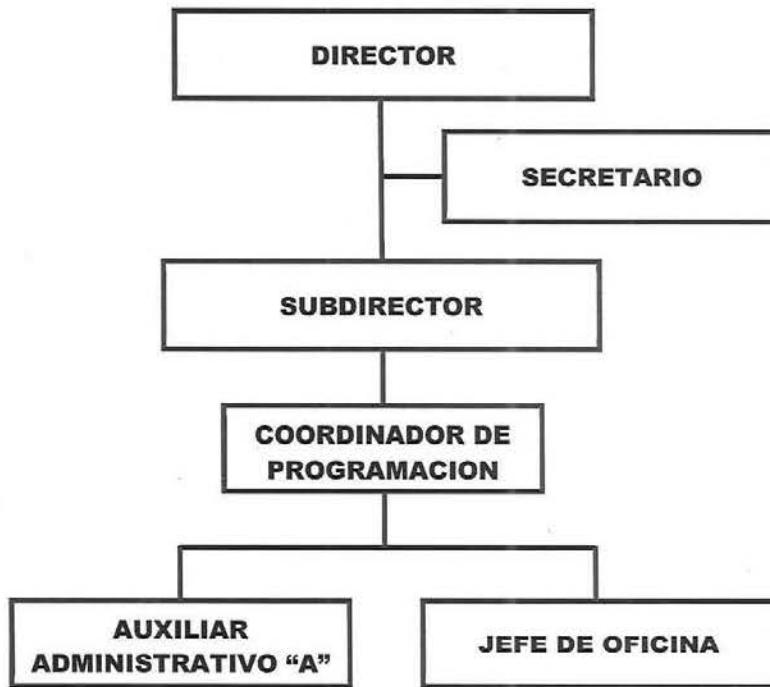 DIRECTOR
SECRETARIO
SUBDIRECTOR
COORDINADOR DE
PROGRAMACION
AUXILIAR
ADMINISTRATIVO “A”
JEFE DE OFICINA